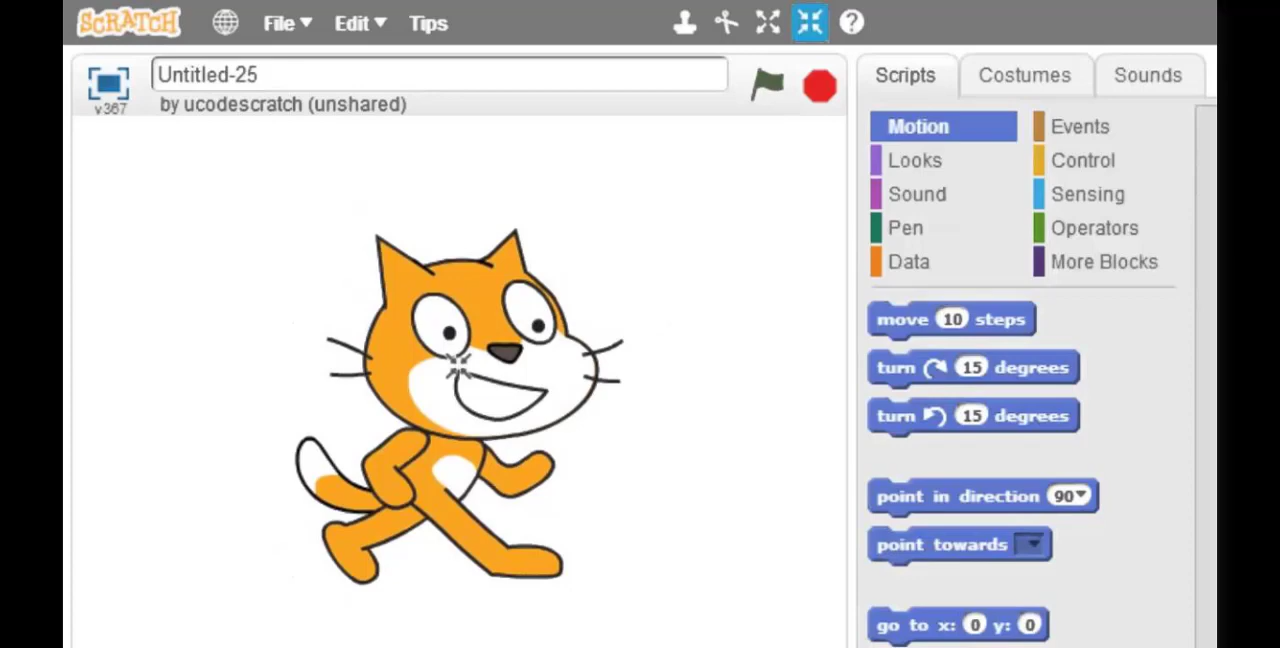 SCRATCH File Edit Tips
v367
Untitled-25
by ucodescratch (unshared)
Scripts Costumes Sounds
Motion Events
Looks Control
Sound Sensing
Pen Operators
Data More Blocks
move 10 steps
turn 15 degrees
turn 15 degrees
point in direction 90
point towards
go to x: 0 y: 0